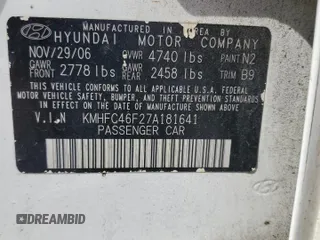 MANUFACTURED IN KOREA BY
HYUNDAI MOTOR COMPANY
NOV/29/06 GVWR 4740 lbs PAINT N2
GAWR FRONT 2778 lbs GAWR REAR 2458 lbs TRIM B9
THIS VEHICLE CONFORMS TO ALL APPLICABLE U.S. FEDERAL
MOTOR VEHICLE SAFETY, BUMPER, AND THEFT PREVENTION
STANDARDS IN EFFECT ON THE DATE OF MANUFACTURE SHOWN ABOVE.
V.I.N KMHFC46F27A181641
PASSENGER CAR
DREAMBID